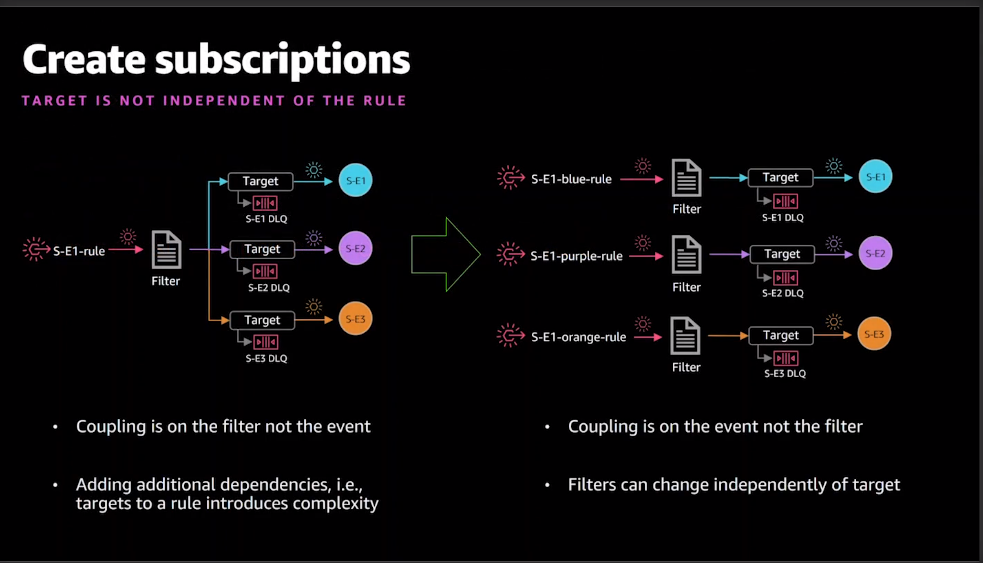 Create subscriptions
TARGET IS NOT INDEPENDENT OF THE RULE
S-E1-rule
Filter
Target
S-E1 DLQ
S-E1
Target
S-E2 DLQ
S-E2
Target
S-E3 DLQ
S-E3
• Coupling is on the filter not the event
• Adding additional dependencies, i.e.,
targets to a rule introduces complexity
S-E1-blue-rule
Filter
Target
S-E1 DLQ
S-E1
S-E1-purple-rule
Filter
Target
S-E2 DLQ
S-E2
S-E1-orange-rule
Filter
Target
S-E3 DLQ
S-E3
• Coupling is on the event not the filter
• Filters can change independently of target